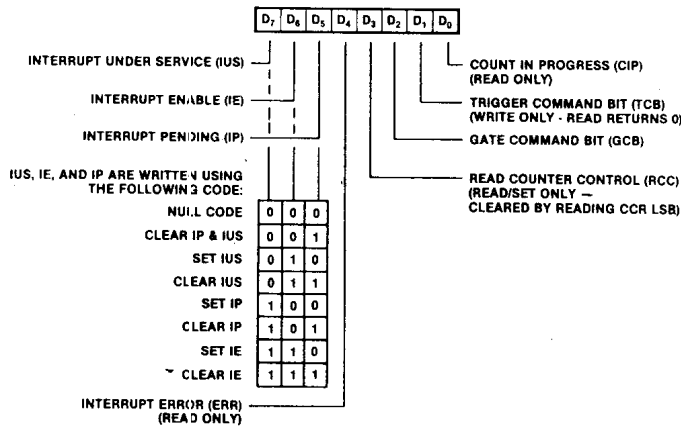 D7 D6 D5 D4 D3 D2 D1 D0
INTERRUPT UNDER SERVICE (IUS)
INTERRUPT ENABLE (IE)
INTERRUPT PENDING (IP)
IUS, IE, AND IP ARE WRITTEN USING
THE FOLLOWING CODE:
NULL CODE 0 0 0
CLEAR IP & IUS 0 0 1
SET IUS 0 1 0
CLEAR IUS 0 1 1
SET IP 1 0 0
CLEAR IP 1 0 1
SET IE 1 1 0
CLEAR IE 1 1 1
INTERRUPT ERROR (ERR)
(READ ONLY)
COUNT IN PROGRESS (CIP)
(READ ONLY)
TRIGGER COMMAND BIT (TCB)
(WRITE ONLY - READ RETURNS 0)
GATE COMMAND BIT (GCB)
READ COUNTER CONTROL (RCC)
(READ/SET ONLY —
CLEARED BY READING CCR LSB)